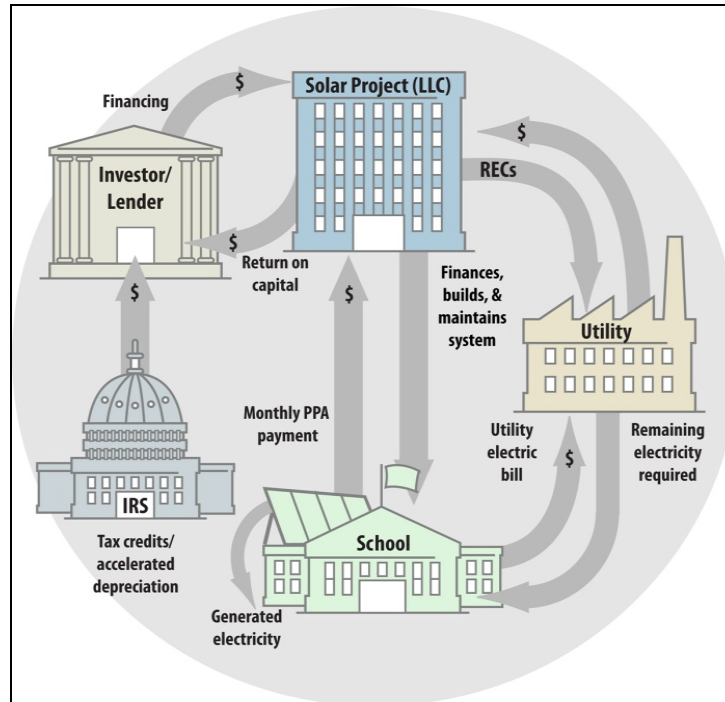 $
Solar Project (LLC)
Financing
$
Investor/
Lender
RECs
$
Return on
capital
Finances,
builds, &
maintains
system
$
$
Utility
Monthly PPA
payment
Utility
electric
bill
$
Remaining
electricity
required
IRS
School
Tax credits/
accelerated
depreciation
Generated
electricity